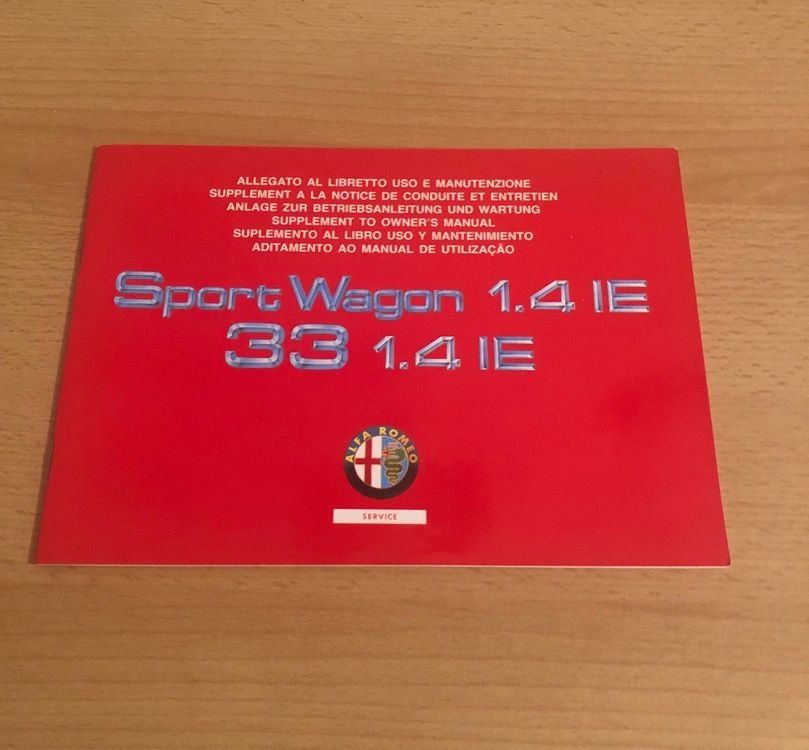 ALLEGATO AL LIBRETTO USO E MANUTENZIONE
SUPPLEMENT A LA NOTICE DE CONDUITE ET ENTRETIEN
ANLAGE ZUR BETRIEBSANLEITUNG UND WARTUNG
SUPPLEMENT TO OWNER'S MANUAL
SUPLEMENTO AL LIBRO USO Y MANTENIMIENTO
ADITAMENTO AO MANUAL DE UTILIZAÇÃO
Sport Wagon 1.4 IE
33 1.4 IE
ALFA ROMEO
SERVICE